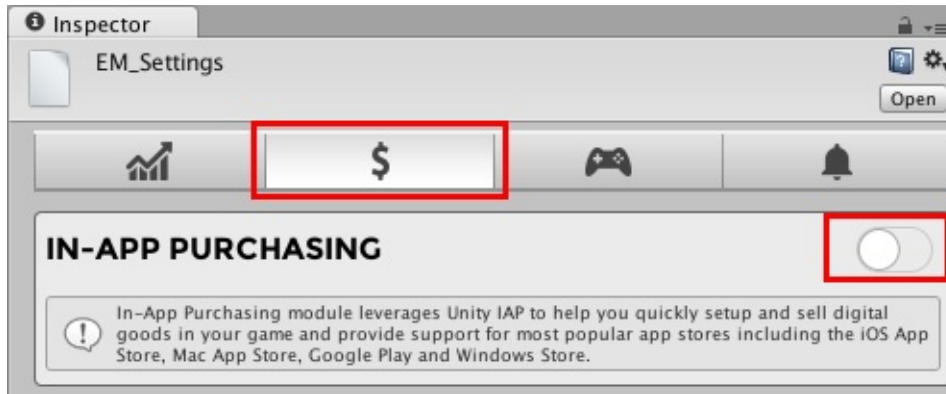 Inspector
EM_Settings
Open
$
IN-APP PURCHASING
In-App Purchasing module leverages Unity IAP to help you quickly setup and sell digital
goods in your game and provide support for most popular app stores including the iOS App
Store, Mac App Store, Google Play and Windows Store.